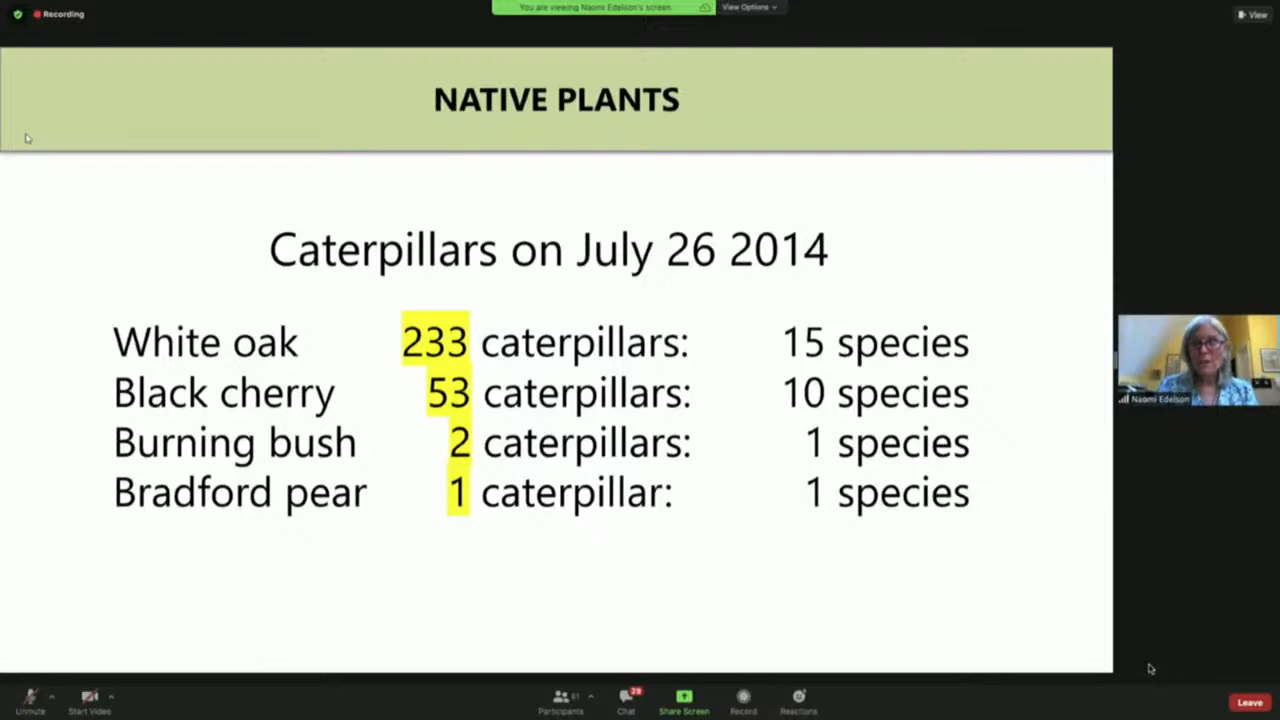 Recording
You are viewing Naomi Edelson's screen
View Options
View
NATIVE PLANTS
Caterpillars on July 26 2014
White oak 233 caterpillars: 15 species
Black cherry 53 caterpillars: 10 species
Burning bush 2 caterpillars: 1 species
Bradford pear 1 caterpillar: 1 species
Naomi Edelson
Unmute
Start Video
Participants
61
Chat
29
Share Screen
Record
Reactions
Leave